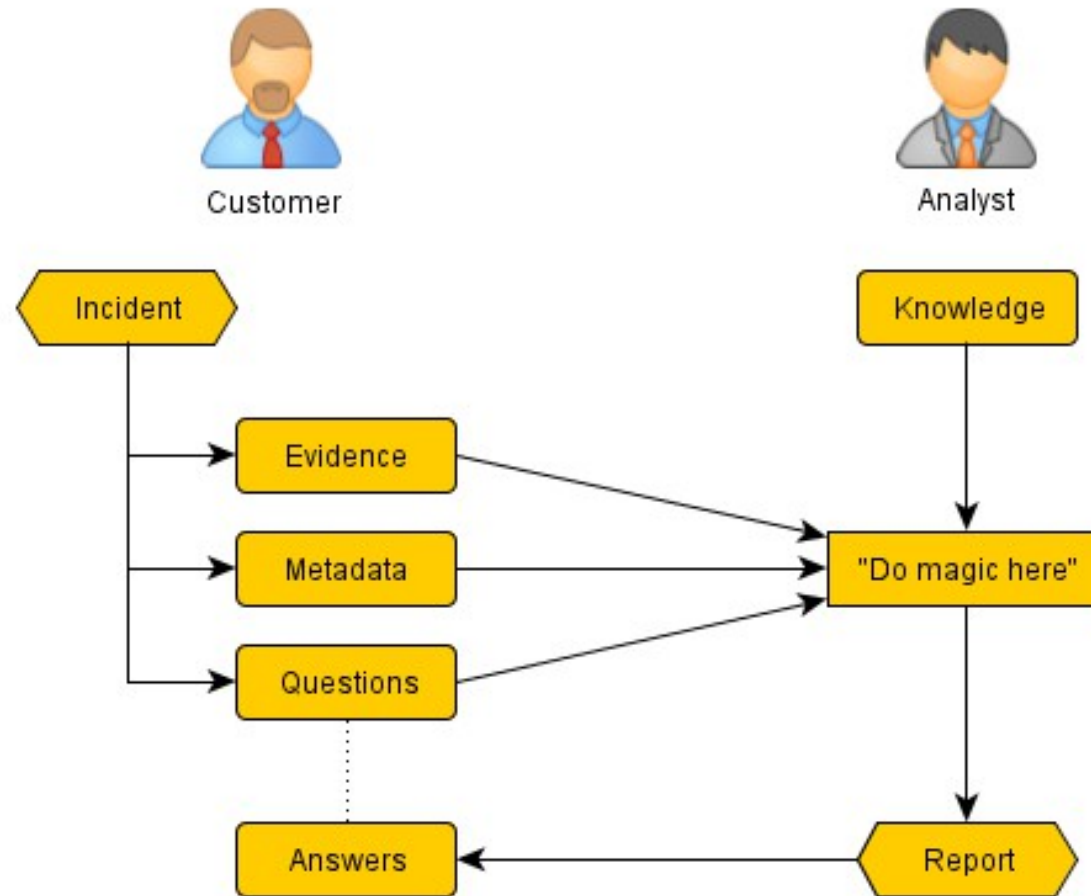 Customer
Analyst
Incident
Knowledge
Evidence
Metadata
"Do magic here"
Questions
Answers
Report